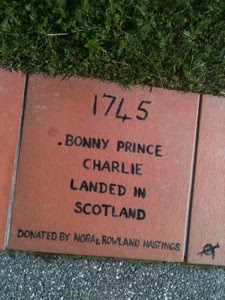 1745
.BONNY PRINCE
CHARLIE
LANDED IN
SCOTLAND
DONATED BY NORA & ROWLAND HASTINGS